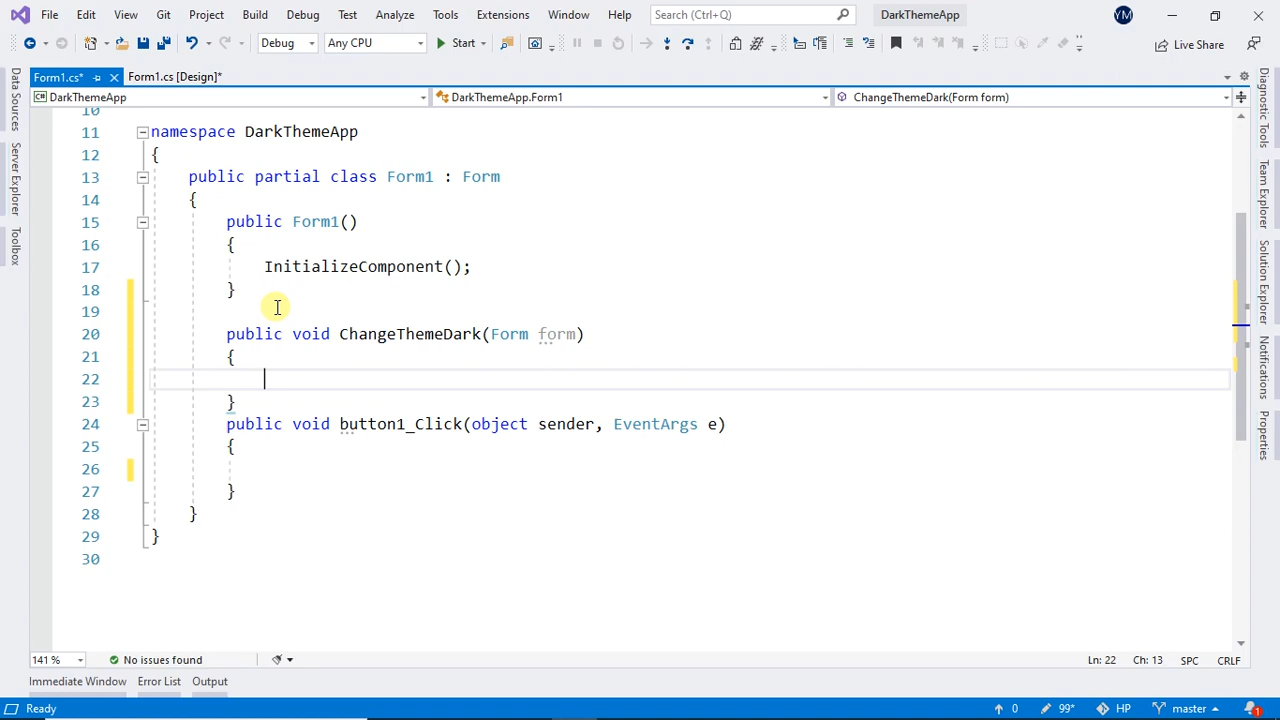 File Edit View Git Project Build Debug Test Analyze Tools Extensions Window Help Search (Ctrl+Q) DarkThemeApp YM
Debug Any CPU Start Live Share
Form1.cs* Form1.cs [Design]*
DarkThemeApp DarkThemeApp.Form1 ChangeThemeDark(Form form)
10
11 namespace DarkThemeApp
12 {
13 public partial class Form1 : Form
14 {
15 public Form1()
16 {
17 InitializeComponent();
18 }
19
20 public void ChangeThemeDark(Form form)
21 {
22
23 }
24 public void button1_Click(object sender, EventArgs e)
25 {
26
27 }
28 }
29 }
30
Data Sources
Server Explorer
Toolbox
Diagnostic Tools
Team Explorer
Solution Explorer
Notifications
Properties
141 % No issues found Ln: 22 Ch: 13 SPC CRLF
Immediate Window Error List Output
Ready 0 99* HP master 1